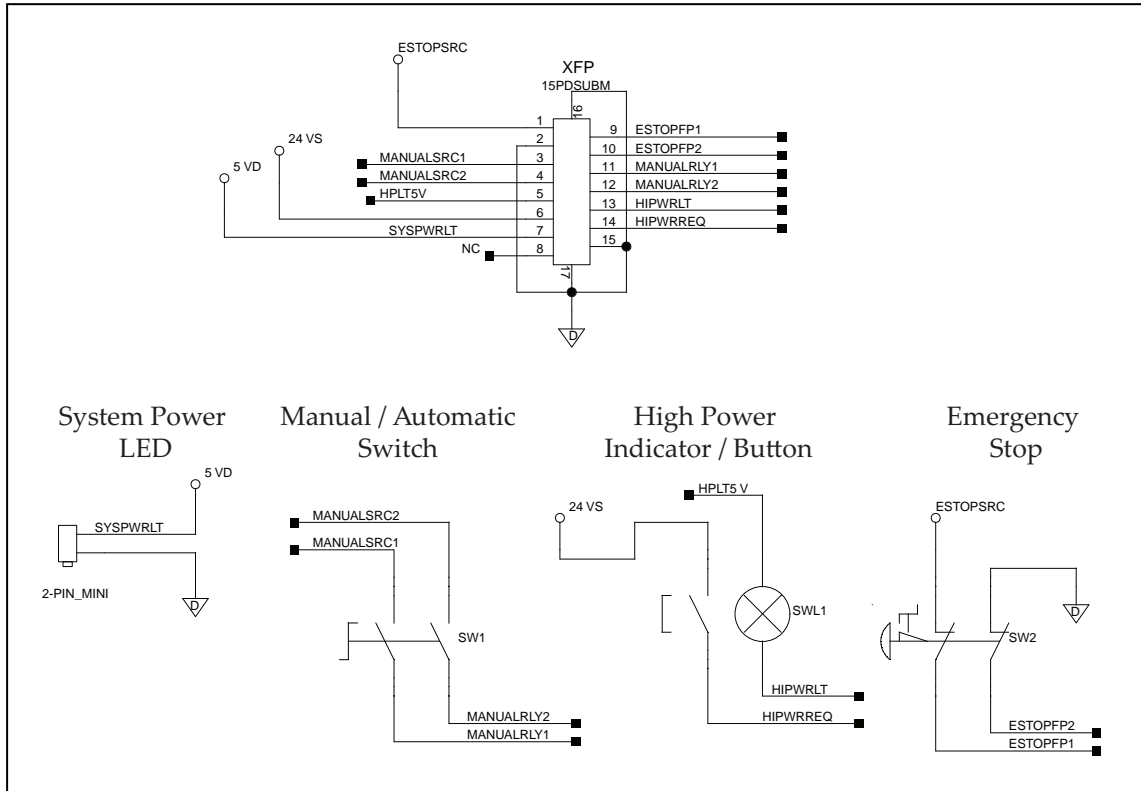 ESTOPSRC
XFP
15PDSUBM
16
24 VS
5 VD
1
2
3
4
5
6
7
8
MANUALSRC1
MANUALSRC2
HPLT5V
SYSPWRLT
NC
9 ESTOPFP1
10 ESTOPFP2
11 MANUALRLY1
12 MANUALRLY2
13 HIPWRLT
14 HIPWRREQ
15
17
D
System Power
LED
5 VD
SYSPWRLT
2-PIN_MINI
D
Manual / Automatic
Switch
MANUALSRC2
MANUALSRC1
SW1
MANUALRLY2
MANUALRLY1
High Power
Indicator / Button
HPLT5 V
24 VS
SWL1
HIPWRLT
HIPWRREQ
Emergency
Stop
ESTOPSRC
D
SW2
ESTOPFP2
ESTOPFP1